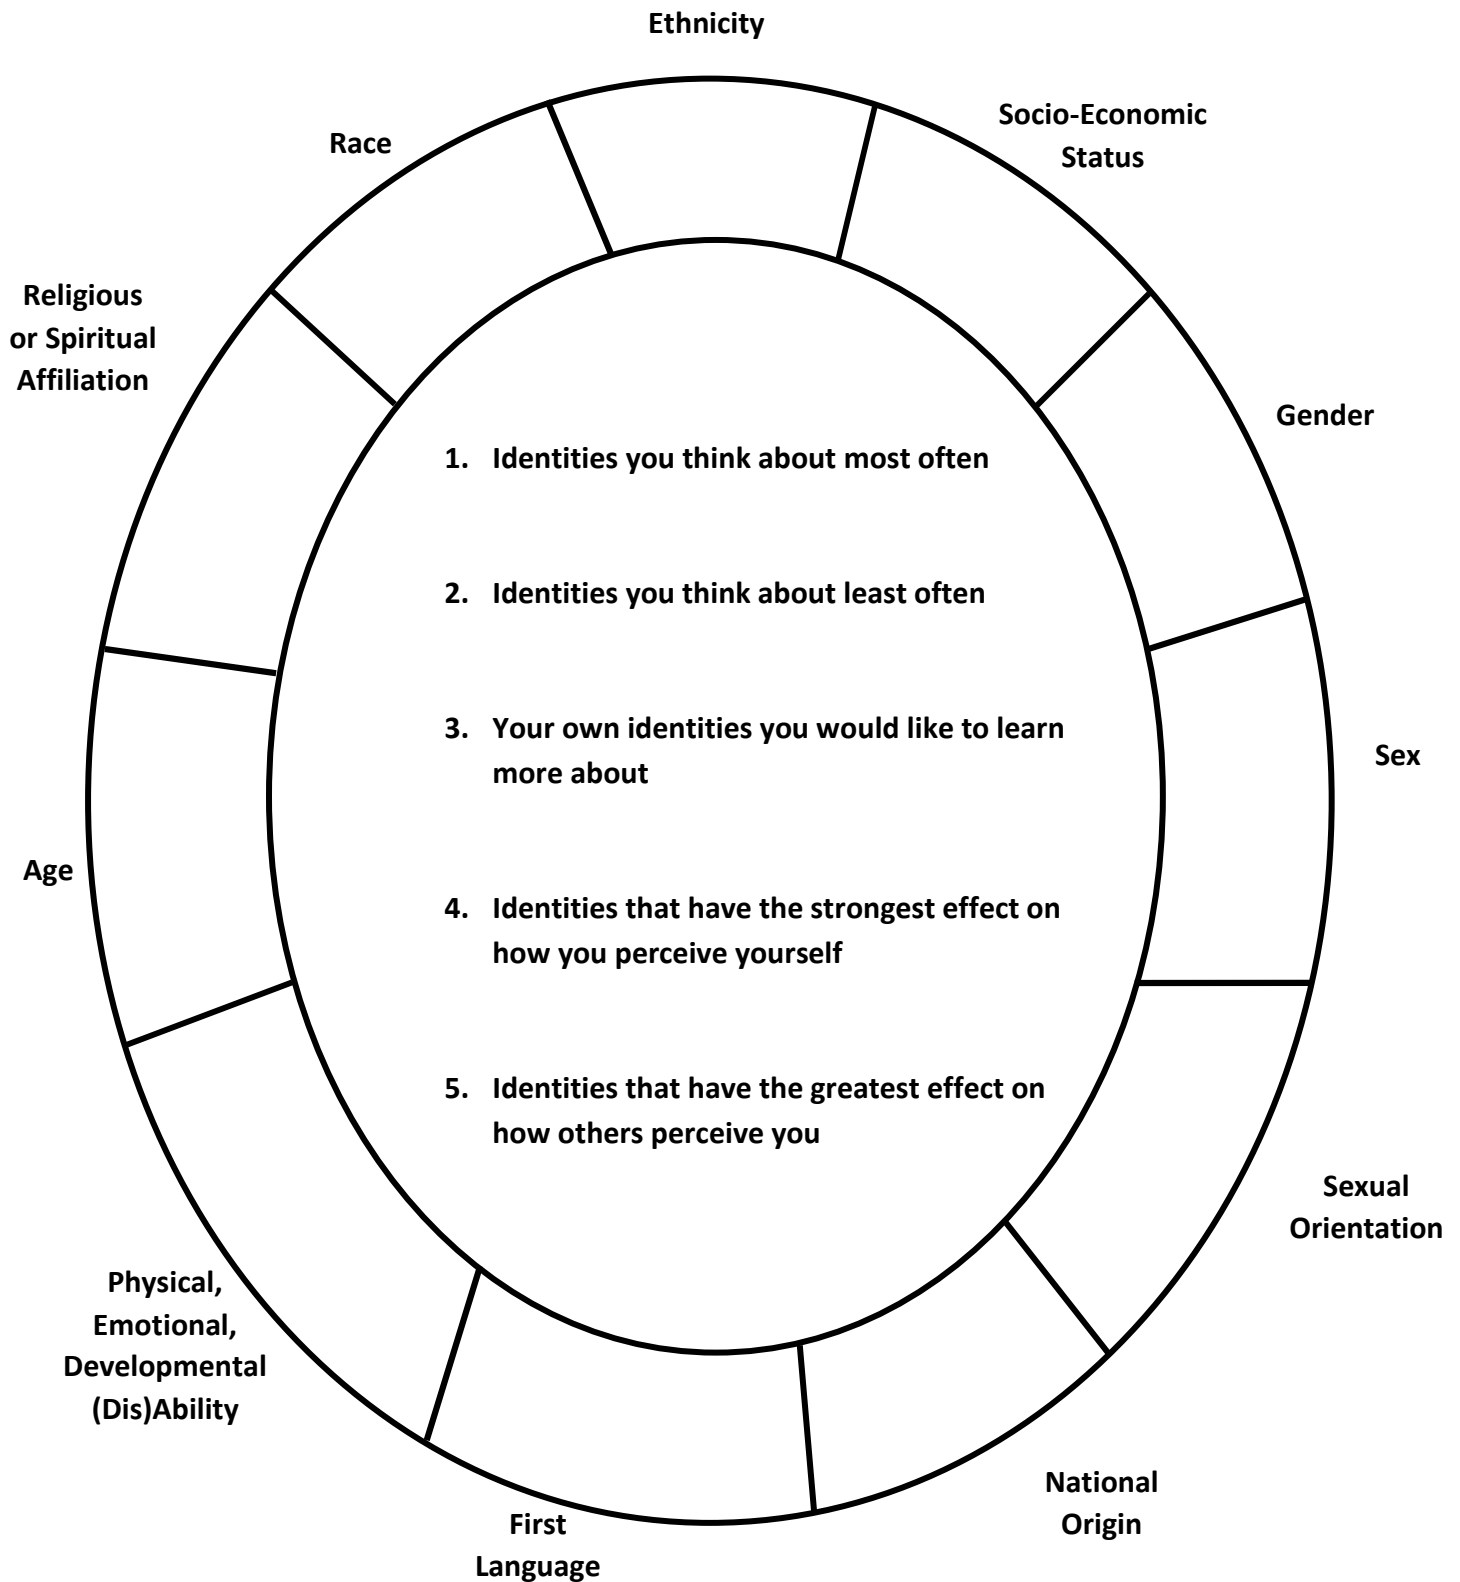 Ethnicity
Socio-Economic
Status
Race
Religious
or Spiritual
Affiliation
Gender
1. Identities you think about most often
2. Identities you think about least often
3. Your own identities you would like to learn
more about
Sex
Age
4. Identities that have the strongest effect on
how you perceive yourself
5. Identities that have the greatest effect on
how others perceive you
Sexual
Orientation
Physical,
Emotional,
Developmental
(Dis)Ability
National
Origin
First
Language